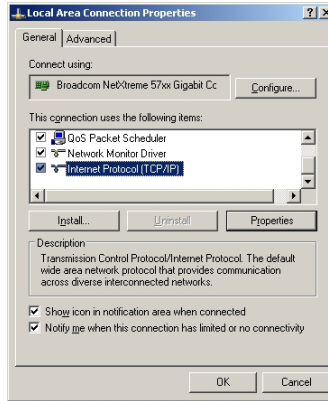 Local Area Connection Properties
General
Advanced
Connect using:
Broadcom NetXtreme 57xx Gigabit Cc
Configure...
This connection uses the following items:
QoS Packet Scheduler
Network Monitor Driver
Internet Protocol (TCP/IP)
Install...
Uninstall
Properties
Description
Transmission Control Protocol/Internet Protocol. The default
wide area network protocol that provides communication
across diverse interconnected networks.
Show icon in notification area when connected
Notify me when this connection has limited or no connectivity
OK
Cancel